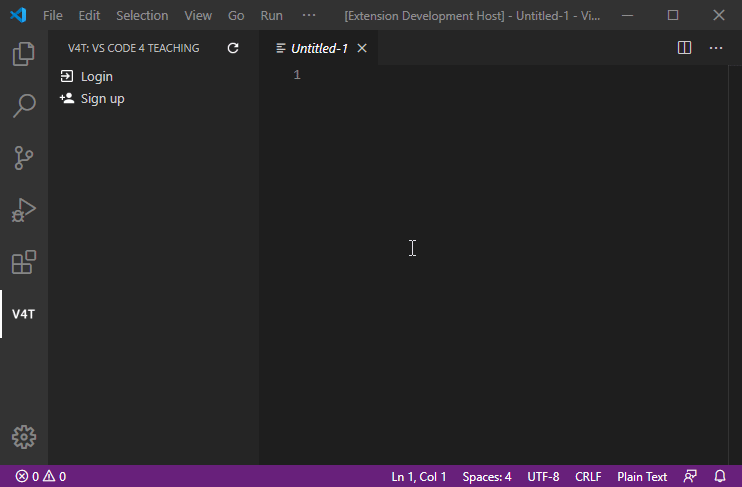 File Edit Selection View Go Run ··· [Extension Development Host] - Untitled-1 - Vi...
V4T: VS CODE 4 TEACHING
Untitled-1
Login
Sign up
1
V4T
0 0 Ln 1, Col 1 Spaces: 4 UTF-8 CRLF Plain Text